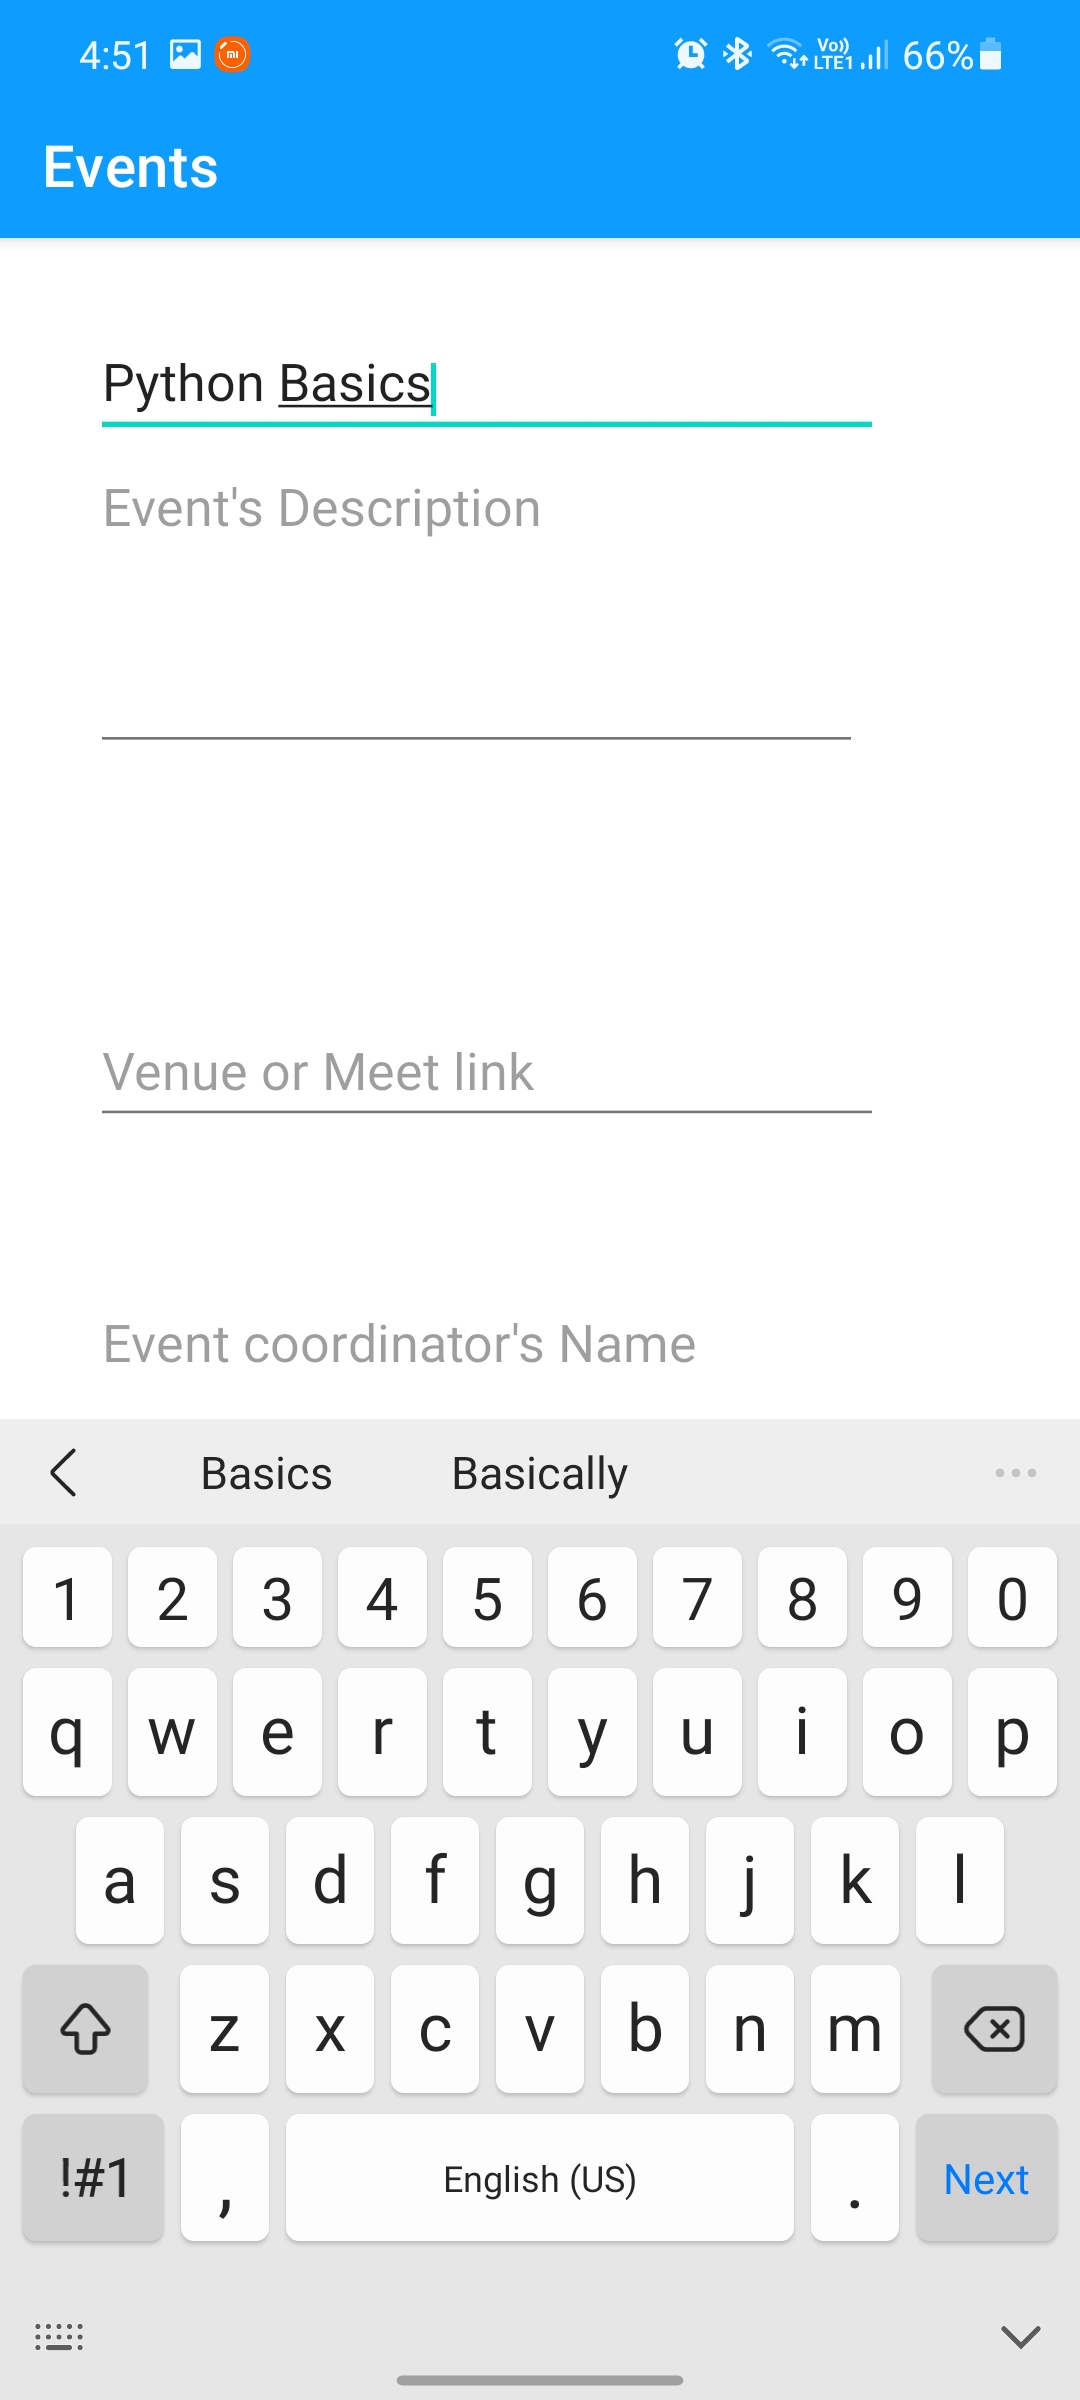 4:51 mi Vo)) LTE1 66%
Events
Python Basics
Event's Description
Venue or Meet link
Event coordinator's Name
Basics Basically
1 2 3 4 5 6 7 8 9 0
q w e r t y u i o p
a s d f g h j k l
z x c v b n m
!#1 , English (US) . Next